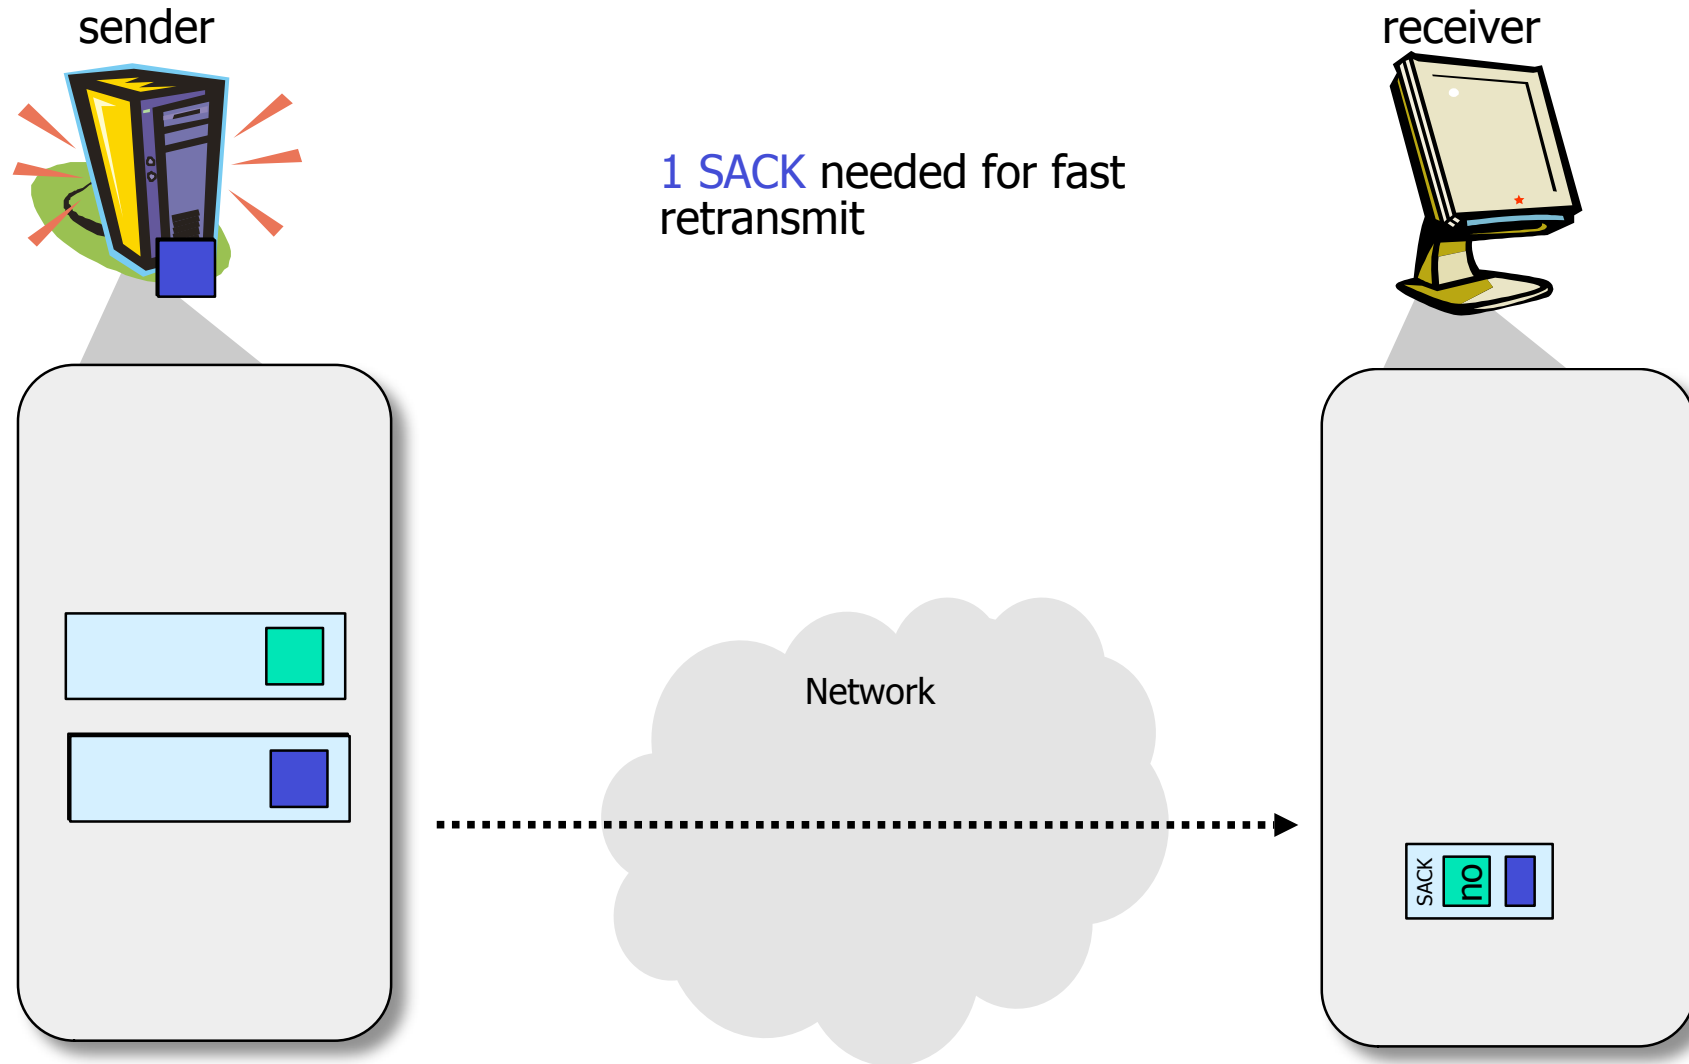 sender
receiver
1 SACK needed for fast
retransmit
Network
SACK
no